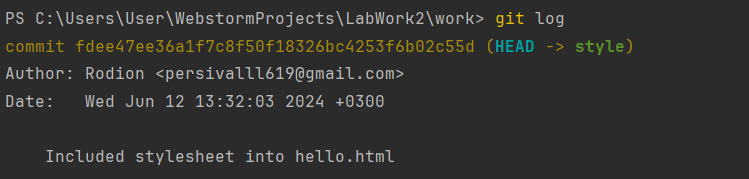 PS C:\Users\User\WebstormProjects\LabWork2\work> git log
commit fdee47ee36a1f7c8f50f18326bc4253f6b02c55d (HEAD -> style)
Author: Rodion <persivalll619@gmail.com>
Date:   Wed Jun 12 13:32:03 2024 +0300
    Included stylesheet into hello.html